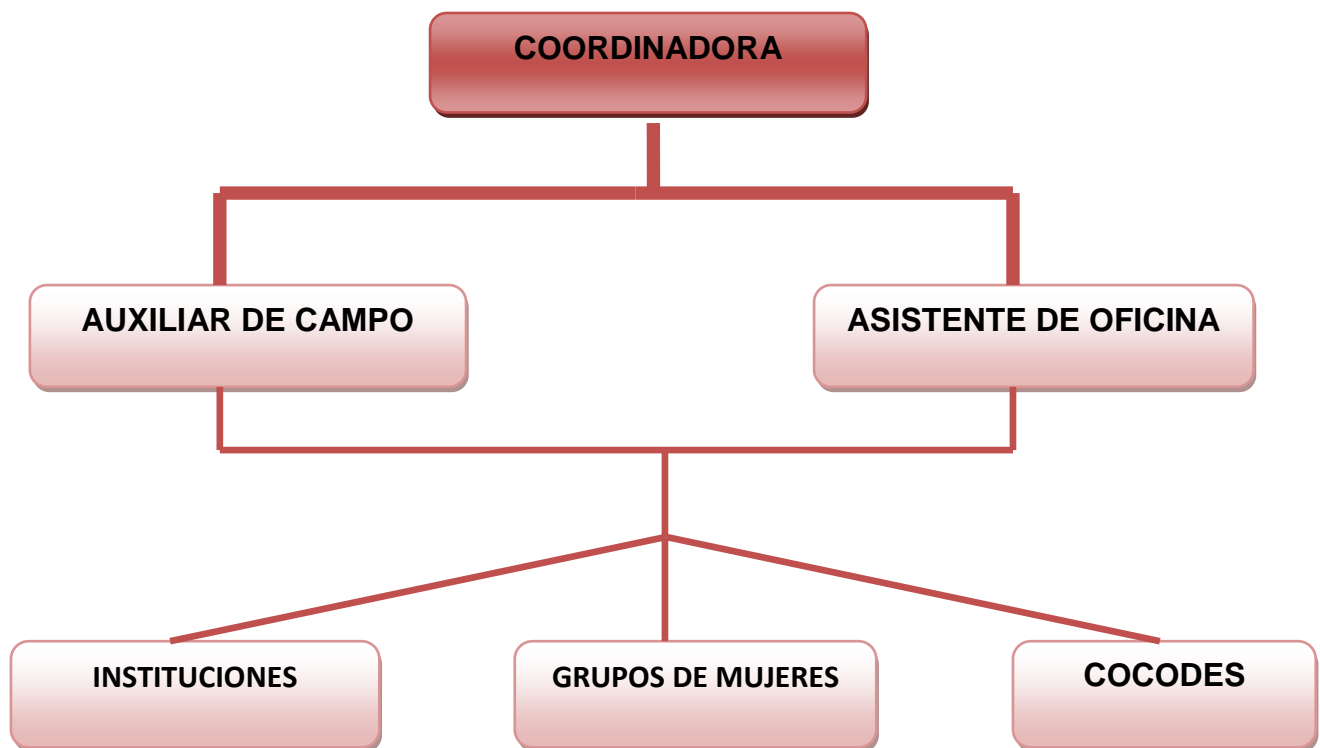 COORDINADORA
AUXILIAR DE CAMPO
ASISTENTE DE OFICINA
INSTITUCIONES
GRUPOS DE MUJERES
COCODES